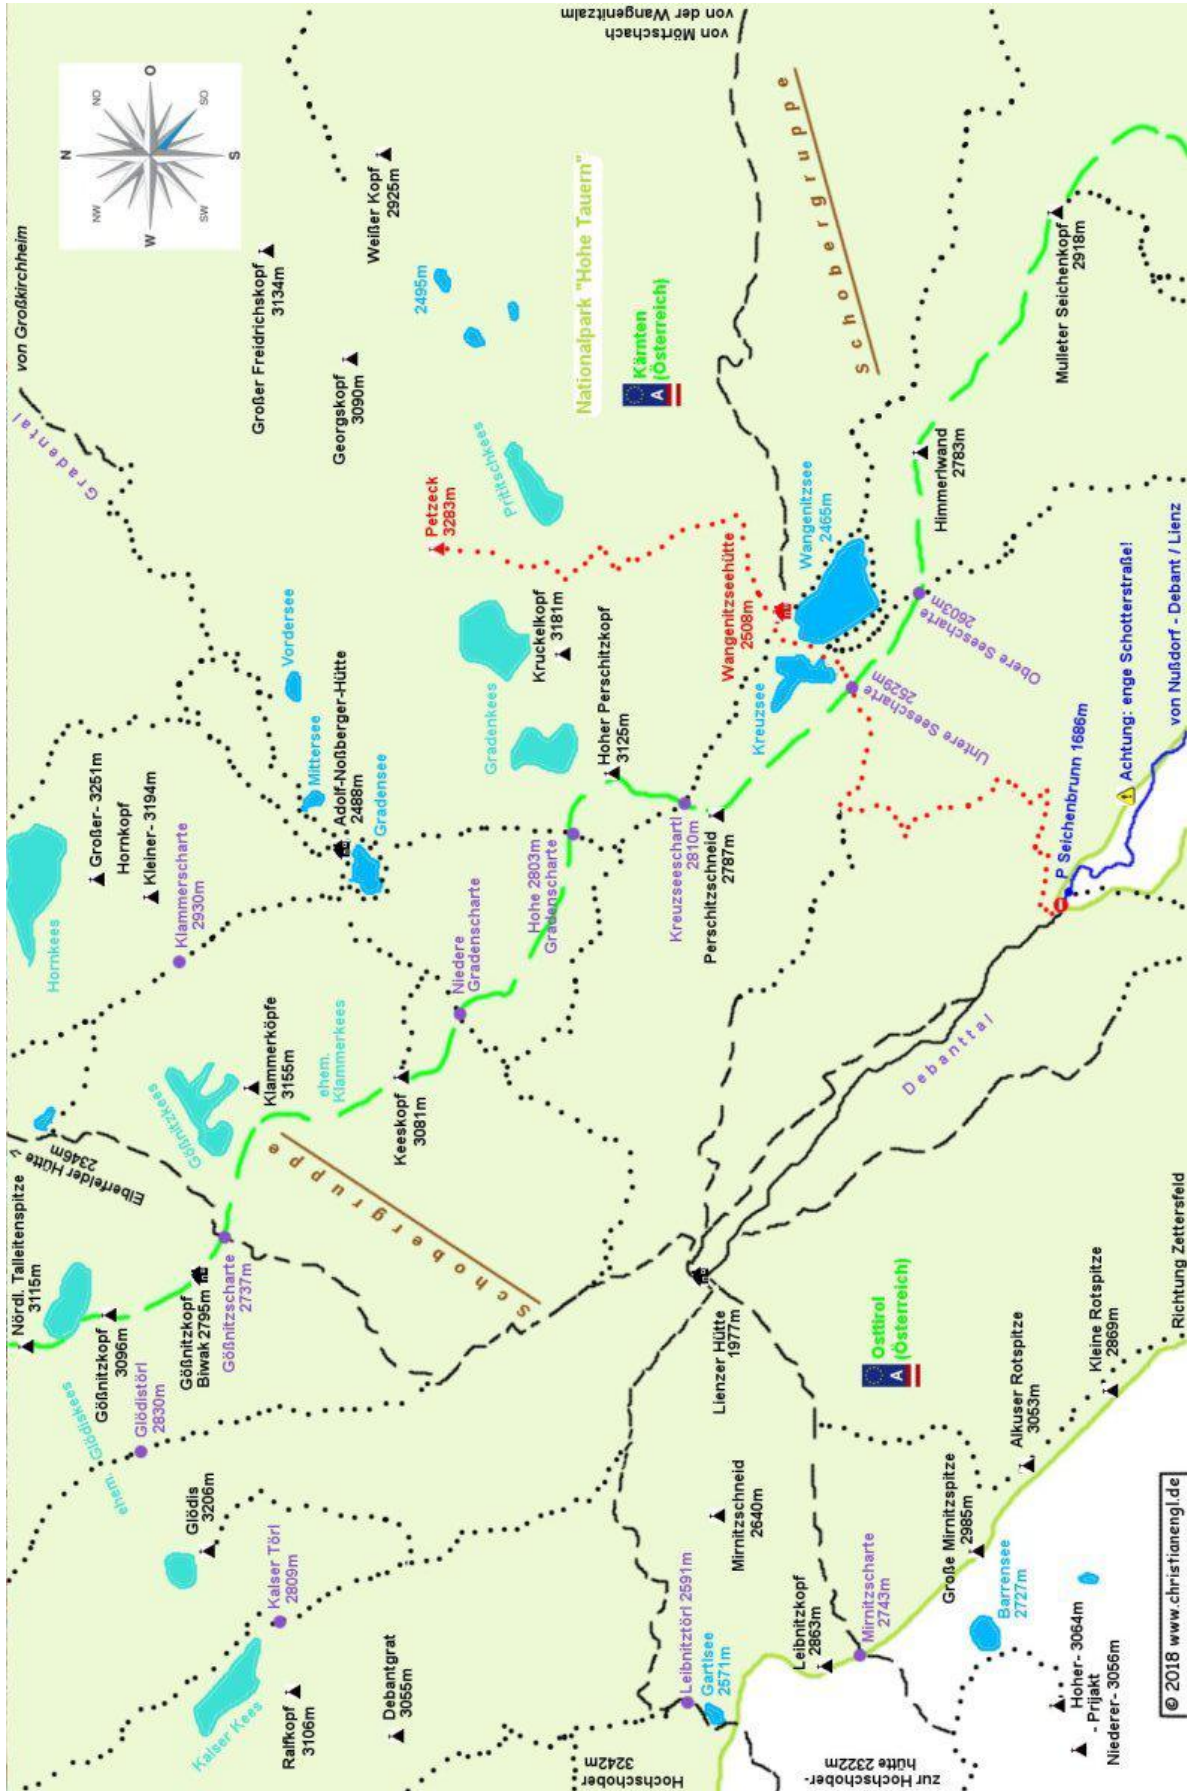 von Großkirchheim
Gradental
N
NO
O
SO
S
SW
W
NW
Großer Freidrichskopf
3134m
Weißer Kopf
2925m
Georgskopf
3090m
2495m
Nationalpark "Hohe Tauern"
Kärnten
(Österreich)
A
von Mörtschach
von der Wangenitzalm
Schobergruppe
Prititschkees
Petzeck
3283m
Vordersee
Mittersee
Adolf-Noßberger-Hütte
2488m
Gradensee
Gradenkees
Kruckelkopf
3181m
Hoher Perschitzkopf
3125m
Wangenitzseehütte
2508m
Wangenitzsee
2465m
Kreuzsee
Himmerlwand
2783m
Mulleter Seichenkopf
2918m
Obere Seescharte
2603m
Untere Seescharte
2529m
Hornkees
Großer- 3251m
Hornkopf
Kleiner- 3194m
Klammerscharte
2930m
Niedere
Gradenscharte
Hohe 2803m
Gradenscharte
Kreuzseeschartl
2810m
Perschitzschneid
2787m
P Seichenbrunn 1686m
Achtung: enge Schotterstraße!
von Nußdorf - Debant / Lienz
Elberfelder Hütte >
2346m
Gößnitzkees
Klammerköpfe
3155m
ehem.
Klammerkees
Keeskopf
3081m
Schobergruppe
Debanttal
Nördl. Talleitenspitze
3115m
Gößnitzkopf
3096m
Gößnitzkopf
Biwak 2795m
Gößnitzscharte
2737m
ehem. Glödiskees
Glödistörl
2830m
Lienzer Hütte
1977m
Osttirol
(Österreich)
A
Glödis
3206m
Kalser Törl
2809m
Kalser Kees
Ralfkopf
3106m
Debantgrat
3055m
Mirnitzschneid
2640m
Leibnitztörl 2591m
Gartlsee
2571m
Leibnitzkopf
2863m
Mirnitzscharte
2743m
Große Mirnitzspitze
2985m
Alkuser Rotspitze
3053m
Kleine Rotspitze
2869m
Richtung Zettersfeld
Barrensee
2727m
Hoher- 3064m
- Prijakt
Niederer- 3056m
Hochschober
3242m
zur Hochschober-
hütte 2322m
© 2018 www.christianengl.de